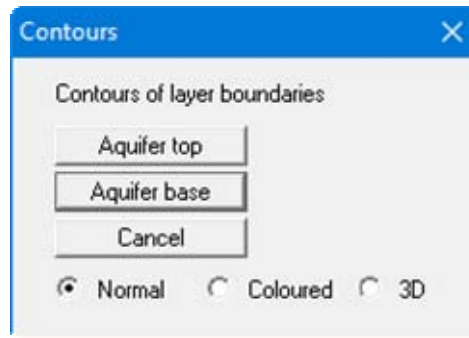 Contours
Contours of layer boundaries
Aquifer top
Aquifer base
Cancel
Normal Coloured 3D